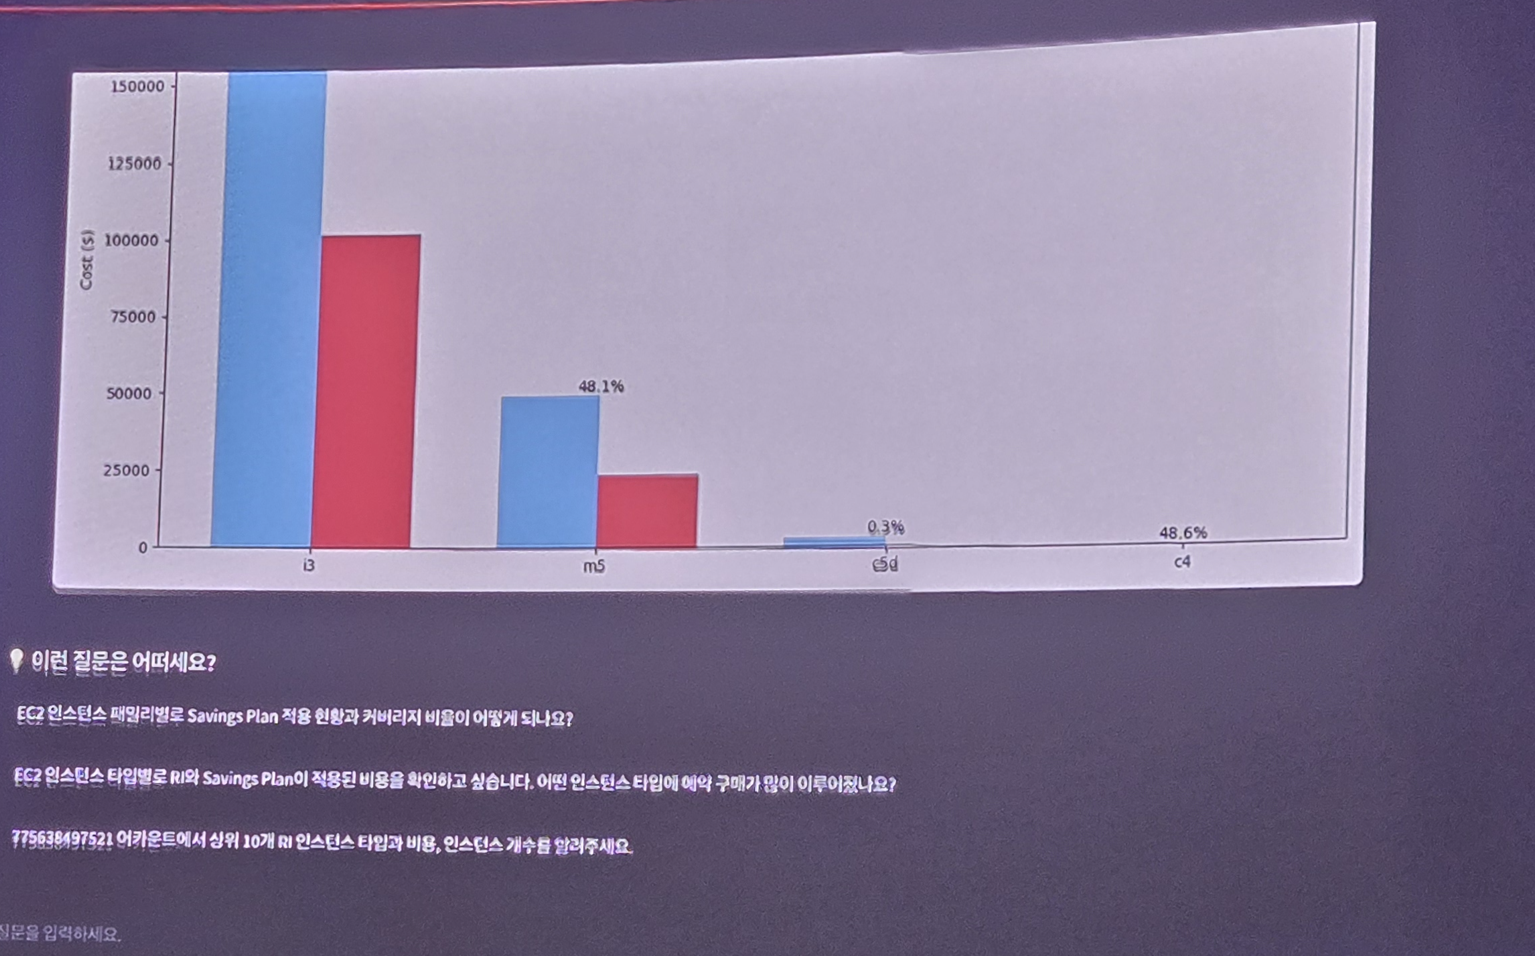 150000
125000
100000
75000
50000
25000
0
Cost ($)
48.1%
0.3%
48.6%
i3
m5
c5d
c4
이런 질문은 어떠세요?
EC2 인스턴스 패밀리별로 Savings Plan 적용 현황과 커버리지 비율이 어떻게 되나요?
EC2 인스턴스 타입별로 RI와 Savings Plan이 적용된 비용을 확인하고 싶습니다. 어떤 인스턴스 타입에 예약 구매가 많이 이루어졌나요?
775638497521 어카운트에서 상위 10개 RI 인스턴스 타입과 비용, 인스턴스 개수를 알려주세요.
질문을 입력하세요.